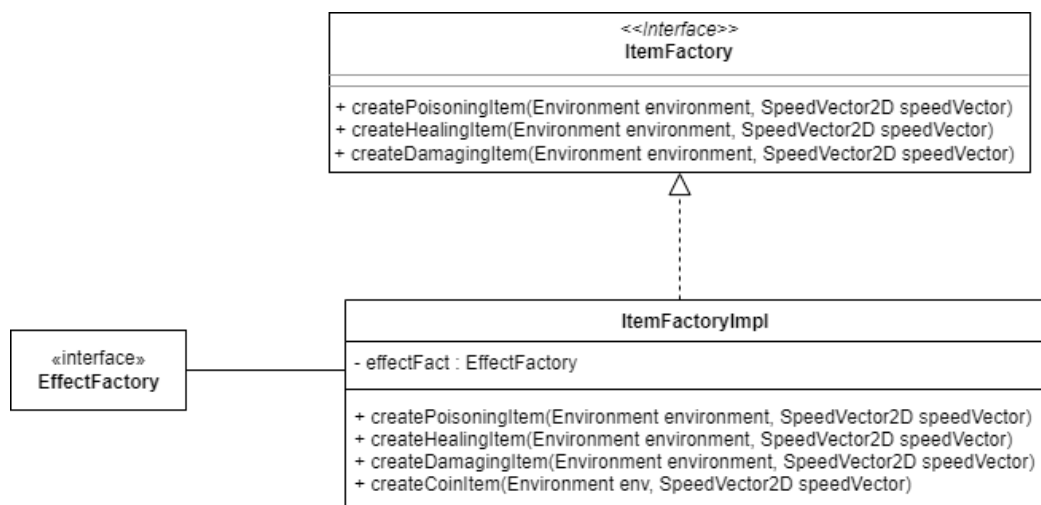 <<Interface>>
ItemFactory
+ createPoisoningItem(Environment environment, SpeedVector2D speedVector)
+ createHealingItem(Environment environment, SpeedVector2D speedVector)
+ createDamagingItem(Environment environment, SpeedVector2D speedVector)
«interface»
EffectFactory
ItemFactoryImpl
- effectFact : EffectFactory
+ createPoisoningItem(Environment environment, SpeedVector2D speedVector)
+ createHealingItem(Environment environment, SpeedVector2D speedVector)
+ createDamagingItem(Environment environment, SpeedVector2D speedVector)
+ createCoinItem(Environment env, SpeedVector2D speedVector)